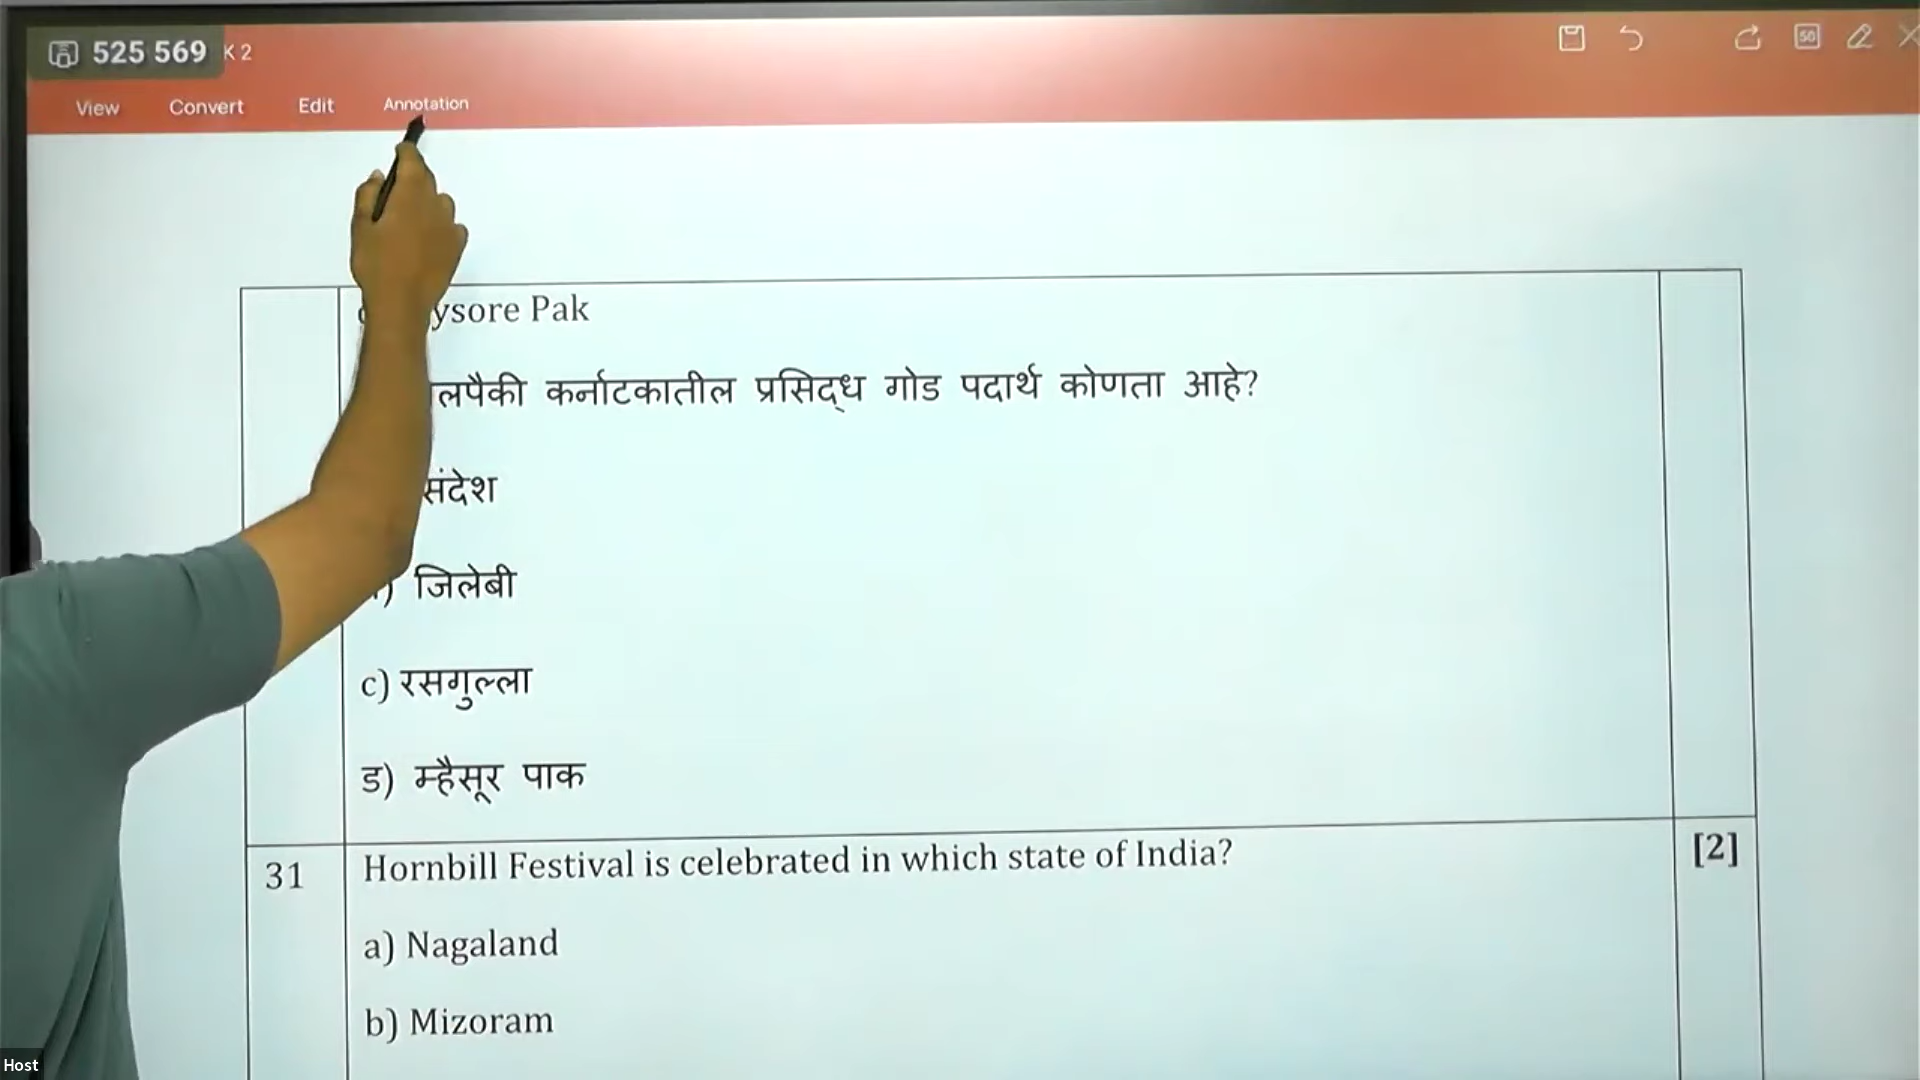 525 569 K 2
50
View Convert Edit Annotation
ysore Pak
लपैकी कर्नाटकातील प्रसिद्ध गोड पदार्थ कोणता आहे?
संदेश
) जिलेबी
c) रसगुल्ला
ड) म्हैसूर पाक
31 Hornbill Festival is celebrated in which state of India? [2]
a) Nagaland
b) Mizoram
Host